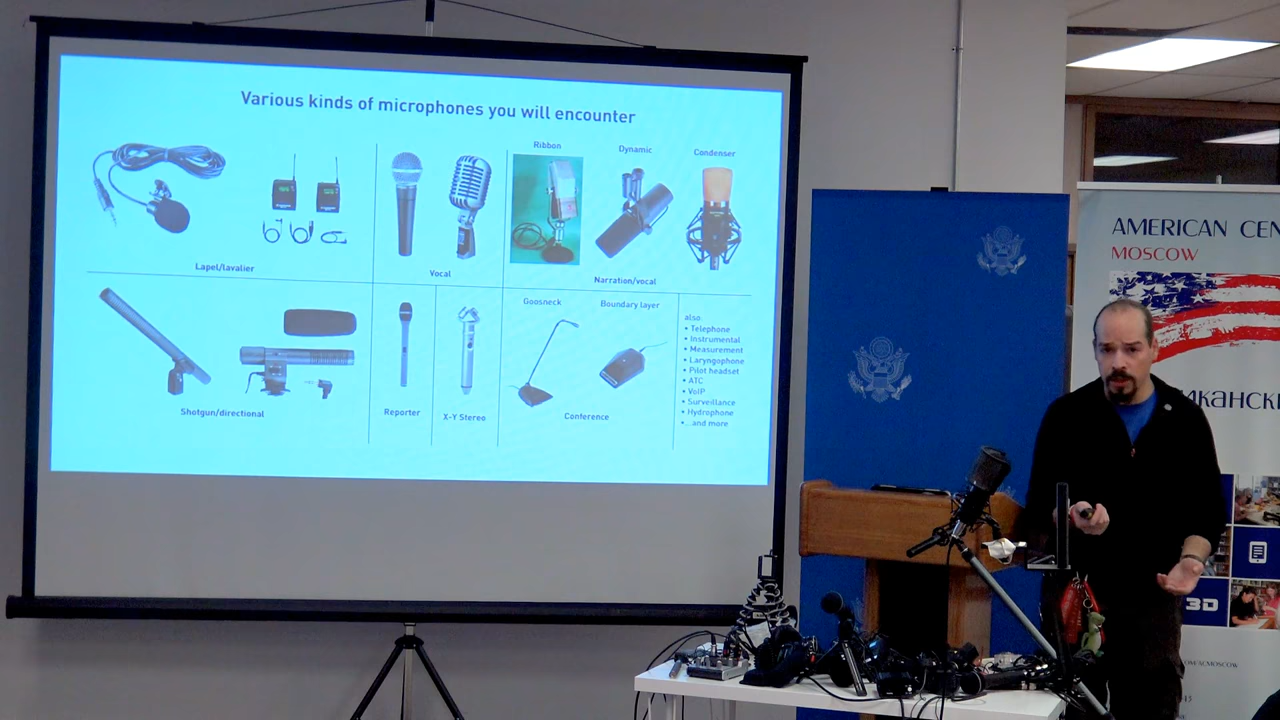 Various kinds of microphones you will encounter
Ribbon
Dynamic
Condenser
Lapel/lavalier
Vocal
Narration/vocal
Goosneck
Boundary layer
also:
• Telephone
• Instrumental
• Measurement
• Laryngophone
• Pilot headset
• ATC
• VoIP
• Surveillance
• Hydrophone
• .. and more
Shotgun/directional
Reporter
X-Y Stereo
Conference
AMERICAN CEN
MOSCOW
ИКАНСКИ
3D